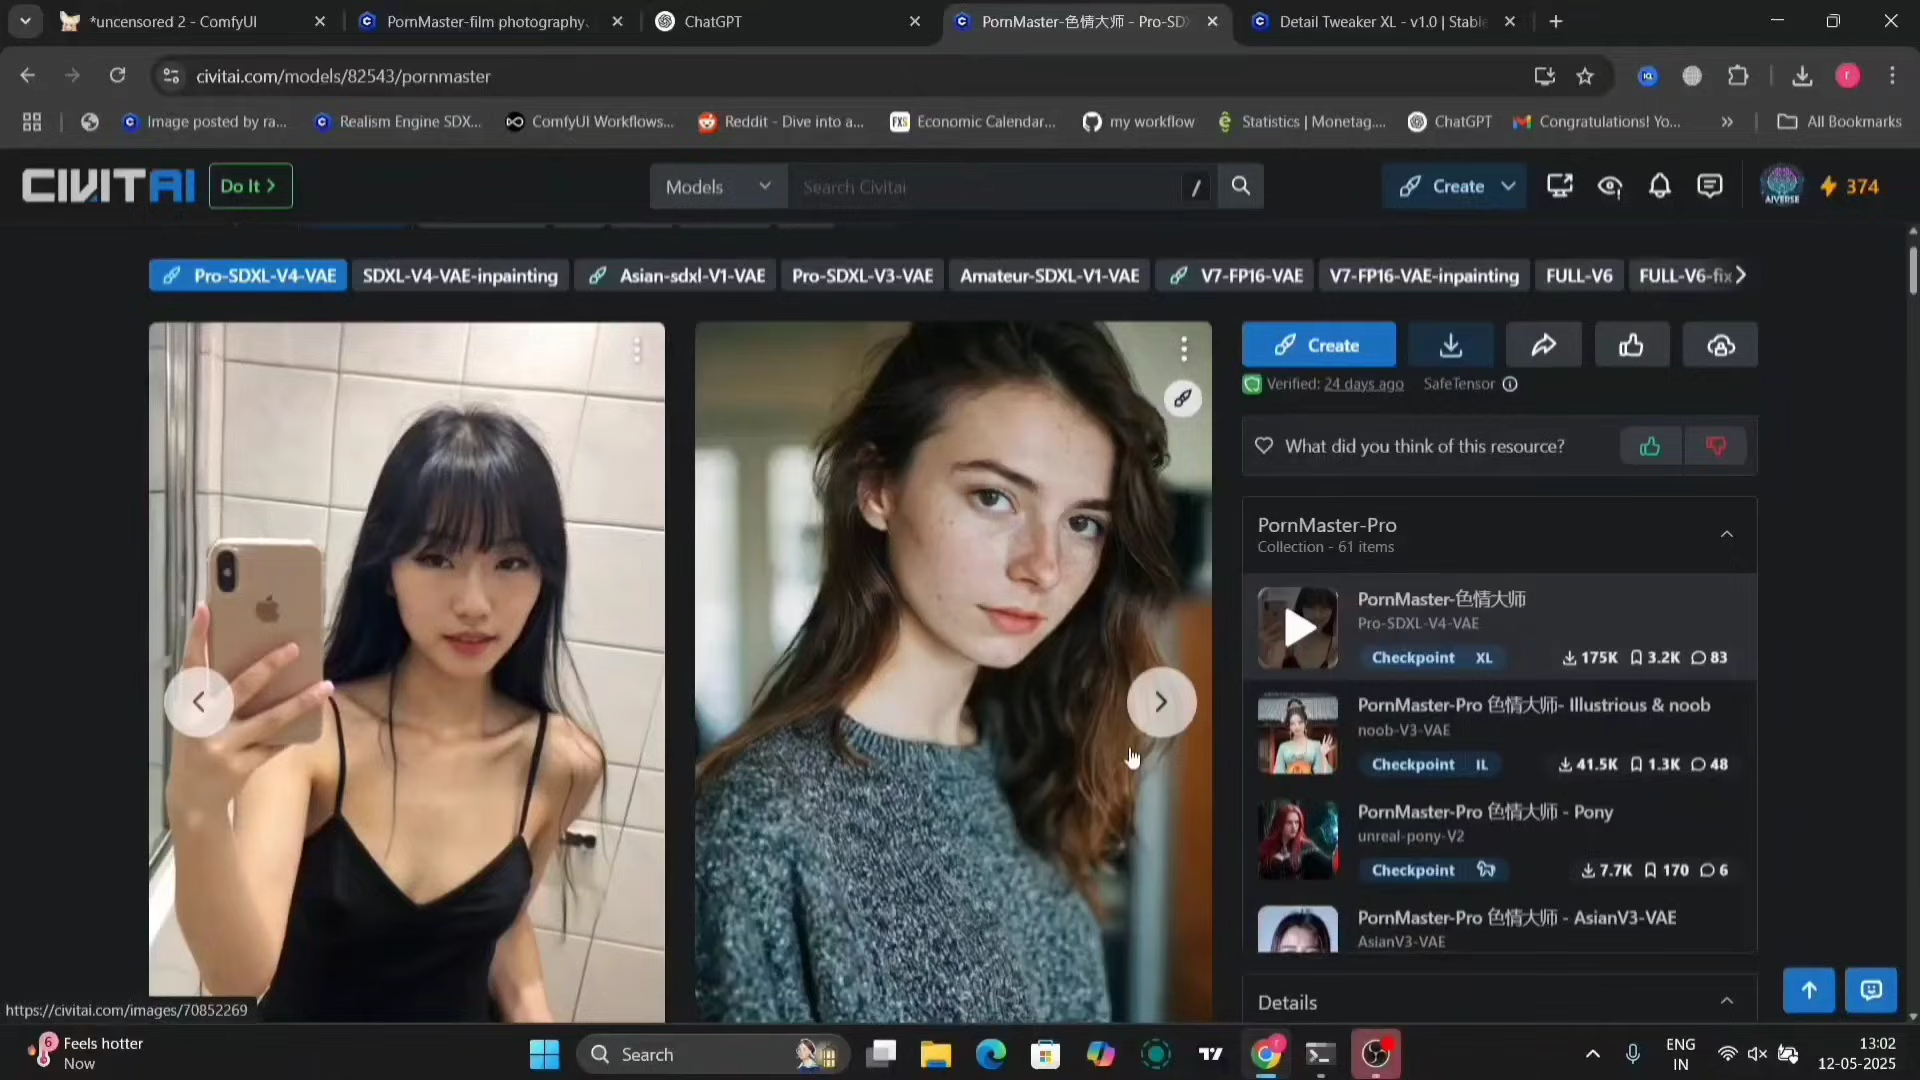 *uncensored 2 - ComfyUI
PornMaster-film photography.
ChatGPT
PornMaster-色情大师 - Pro-SDX
Detail Tweaker XL - v1.0 | Stable
civitai.com/models/82543/pornmaster
Image posted by ra...
Realism Engine SDX...
ComfyUI Workflows...
Reddit - Dive into a...
FXS
Economic Calendar...
my workflow
Statistics | Monetag....
ChatGPT
Congratulations! Yo...
All Bookmarks
CIVITAI
Do It
Models
Search Civitai
/
Create
AIVERSE
374
Pro-SDXL-V4-VAE
SDXL-V4-VAE-inpainting
Asian-sdxl-V1-VAE
Pro-SDXL-V3-VAE
Amateur-SDXL-V1-VAE
V7-FP16-VAE
V7-FP16-VAE-inpainting
FULL-V6
FULL-V6-fix
Create
Verified: 24 days ago
SafeTensor
What did you think of this resource?
PornMaster-Pro
Collection - 61 items
PornMaster-色情大师
Pro-SDXL-V4-VAE
Checkpoint XL
175K 3.2K 83
PornMaster-Pro 色情大师- Illustrious & noob
noob-V3-VAE
Checkpoint IL
41.5K 1.3K 48
PornMaster-Pro 色情大师 - Pony
unreal-pony-V2
Checkpoint
7.7K 170 6
PornMaster-Pro 色情大师 - AsianV3-VAE
AsianV3-VAE
Details
https://civitai.com/images/70852269
6
Feels hotter
Now
Search
ENG
IN
13:02
12-05-2025